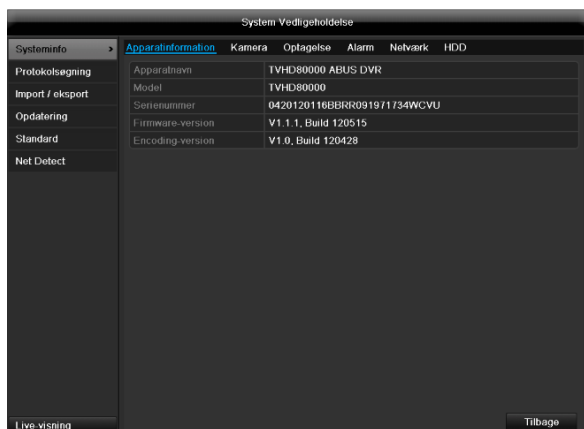 System Vedligeholdelse
Systeminfo >
Protokolsøgning
Import / eksport
Opdatering
Standard
Net Detect
Live-visning
Apparatinformation Kamera Optagelse Alarm Netværk HDD
Apparatnavn TVHD80000 ABUS DVR
Model TVHD80000
Serienummer 0420120116BBRR091971734WCVU
Firmware-version V1.1.1, Build 120515
Encoding-version V1.0, Build 120428
Tilbage